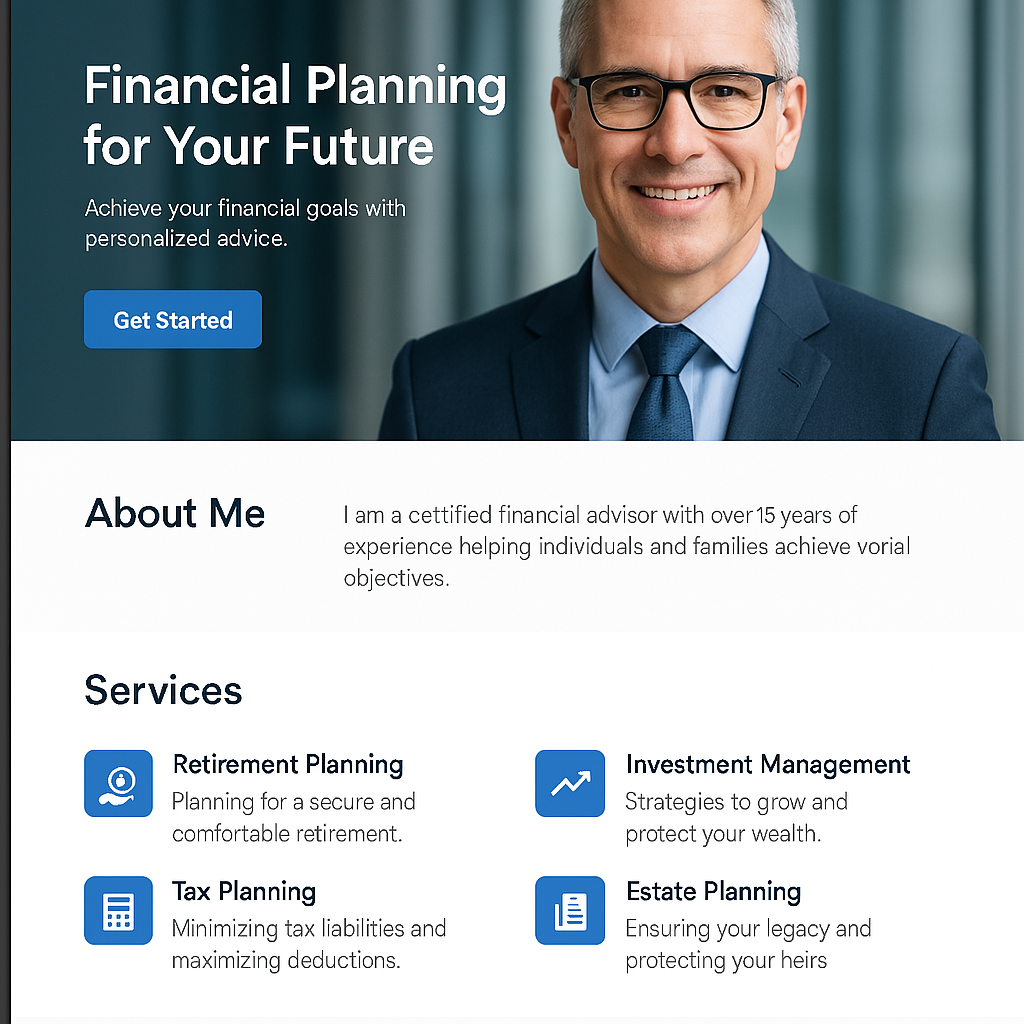 Financial Planning
for Your Future
Achieve your financial goals with
personalized advice.
Get Started
About Me
I am a cettified financial advisor with over 15 years of
experience helping individuals and families achieve vorial
objectives.
Services
Retirement Planning
Planning for a secure and
comfortable retirement.
Investment Management
Strategies to grow and
protect your wealth.
Tax Planning
Minimizing tax liabilities and
maximizing deductions.
Estate Planning
Ensuring your legacy and
protecting your heirs